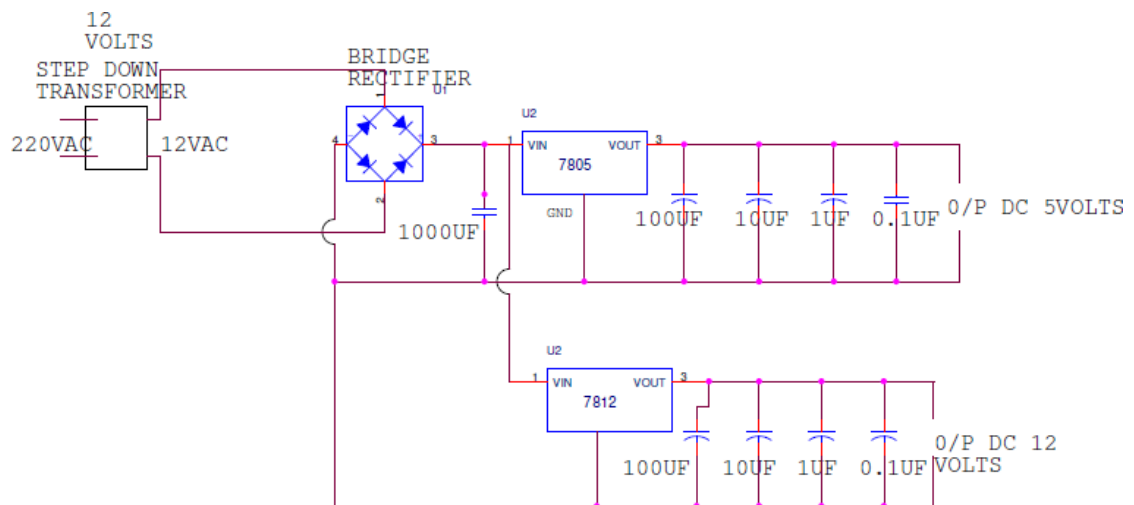 12
VOLTS
STEP DOWN
TRANSFORMER
220VAC
12VAC
BRIDGE
RECTIFIER
U1
1
4
3
2
1000UF
U2
1
VIN
VOUT
3
7805
GND
100UF
10UF
1UF
0.1UF
0/P DC 5VOLTS
U2
1
VIN
VOUT
3
7812
100UF
10UF
1UF
0.1UF
0/P DC 12
VOLTS